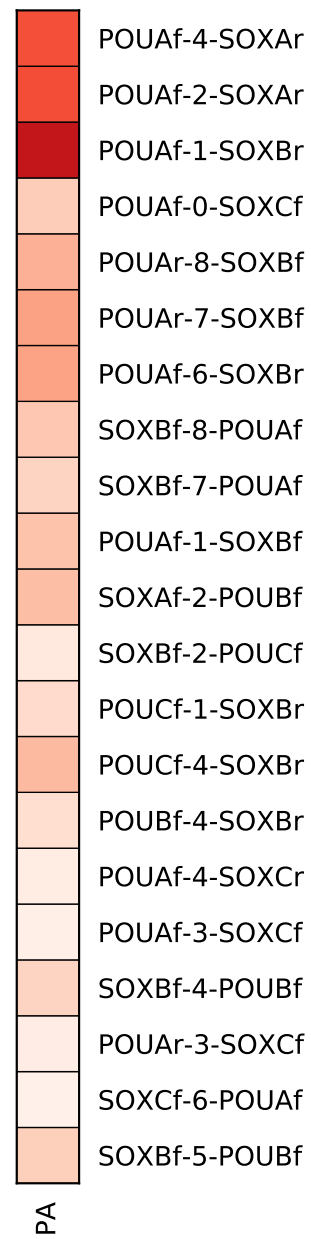 POUAf-4-SOXAr
POUAf-2-SOXAr
POUAf-1-SOXBr
POUAf-0-SOXCf
POUAr-8-SOXBf
POUAr-7-SOXBf
POUAf-6-SOXBr
SOXBf-8-POUAf
SOXBf-7-POUAf
POUAf-1-SOXBf
SOXAf-2-POUBf
SOXBf-2-POUCf
POUCf-1-SOXBr
POUCf-4-SOXBr
POUBf-4-SOXBr
POUAf-4-SOXCr
POUAf-3-SOXCf
SOXBf-4-POUBf
POUAr-3-SOXCf
SOXCf-6-POUAf
SOXBf-5-POUBf
PA